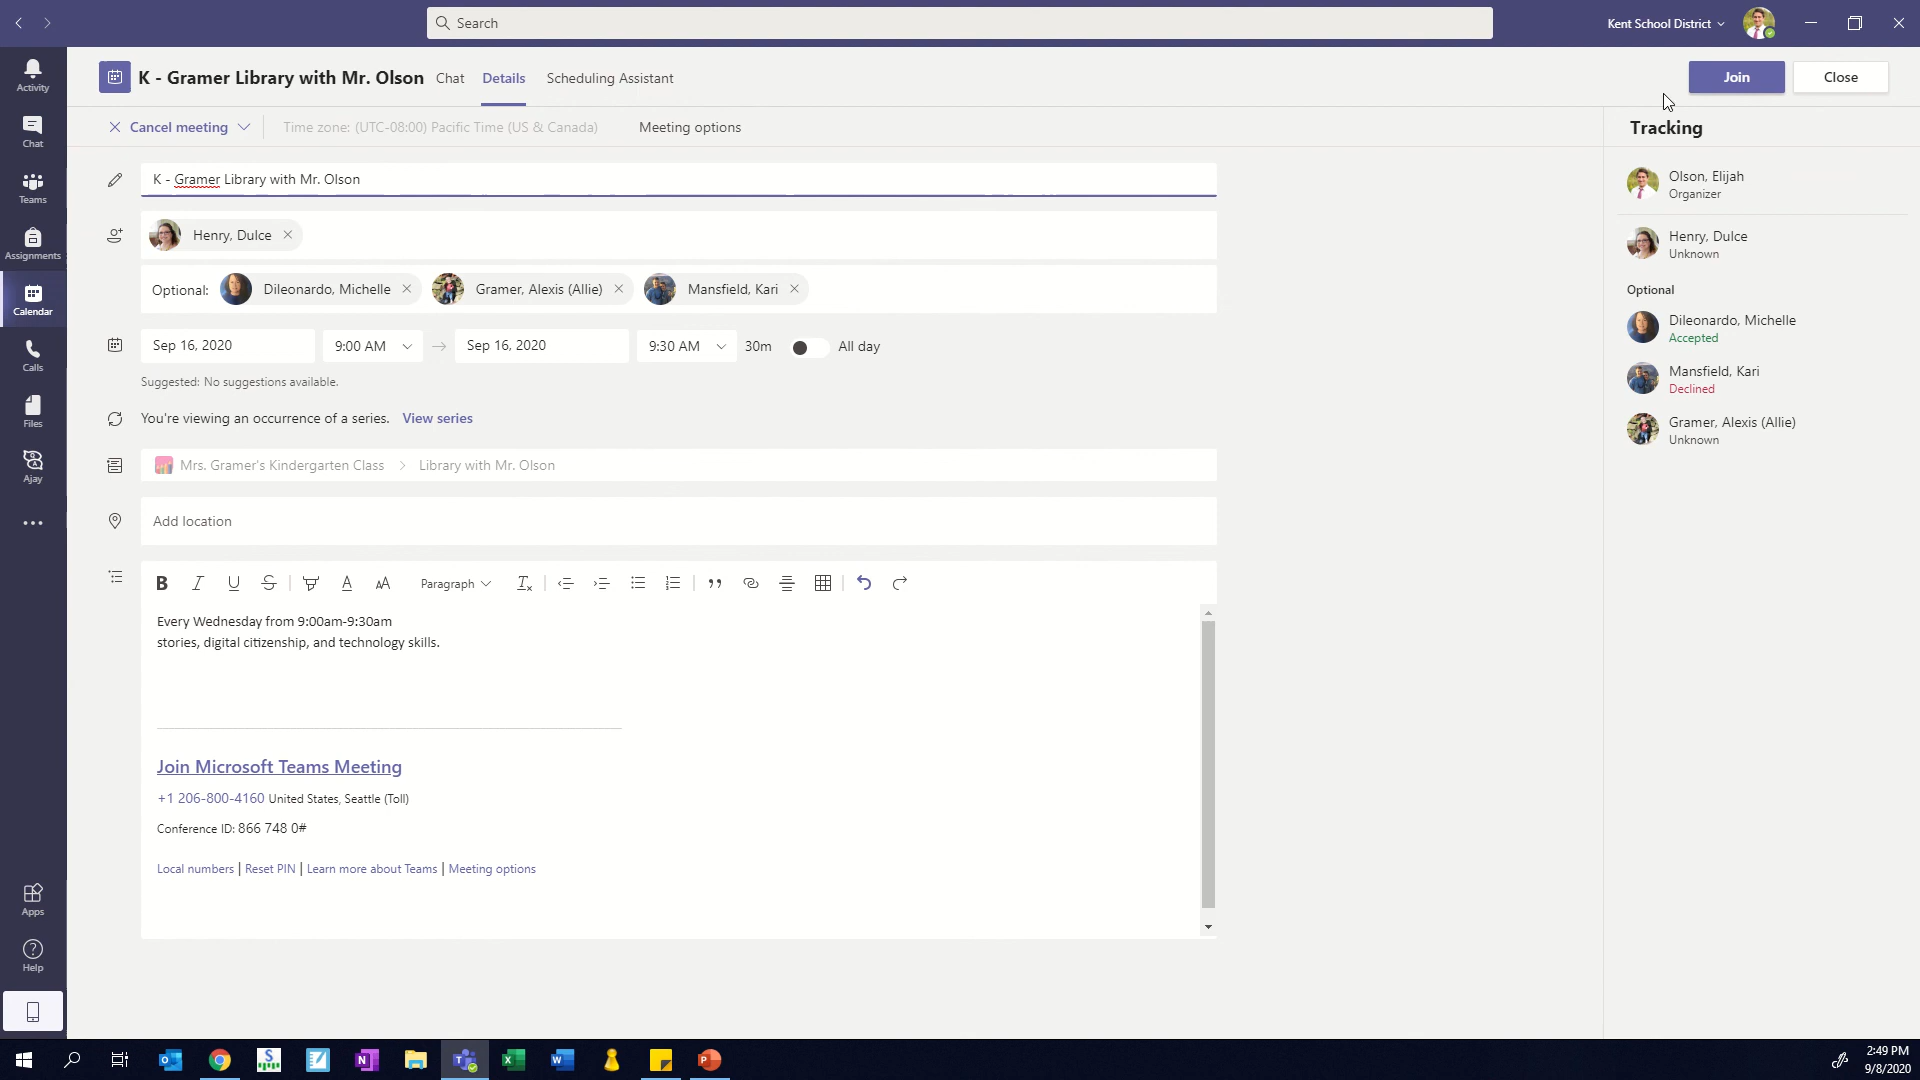 Search
Kent School District
Activity
Chat
Teams
Assignments
Calendar
Calls
Files
Ajay
Apps
Help
K - Gramer Library with Mr. Olson
Chat
Details
Scheduling Assistant
Join
Close
Cancel meeting
Time zone: (UTC-08:00) Pacific Time (US & Canada)
Meeting options
K - Gramer Library with Mr. Olson
Henry, Dulce
Optional: Dileonardo, Michelle Gramer, Alexis (Allie) Mansfield, Kari
Sep 16, 2020 9:00 AM Sep 16, 2020 9:30 AM 30m All day
Suggested: No suggestions available.
You're viewing an occurrence of a series. View series
Mrs. Gramer's Kindergarten Class > Library with Mr. Olson
Add location
B I U S A AA Paragraph
Every Wednesday from 9:00am-9:30am
stories, digital citizenship, and technology skills.
Join Microsoft Teams Meeting
+1 206-800-4160 United States, Seattle (Toll)
Conference ID: 866 748 0#
Local numbers | Reset PIN | Learn more about Teams | Meeting options
Tracking
Olson, Elijah
Organizer
Henry, Dulce
Unknown
Optional
Dileonardo, Michelle
Accepted
Mansfield, Kari
Declined
Gramer, Alexis (Allie)
Unknown
2:49 PM
9/8/2020